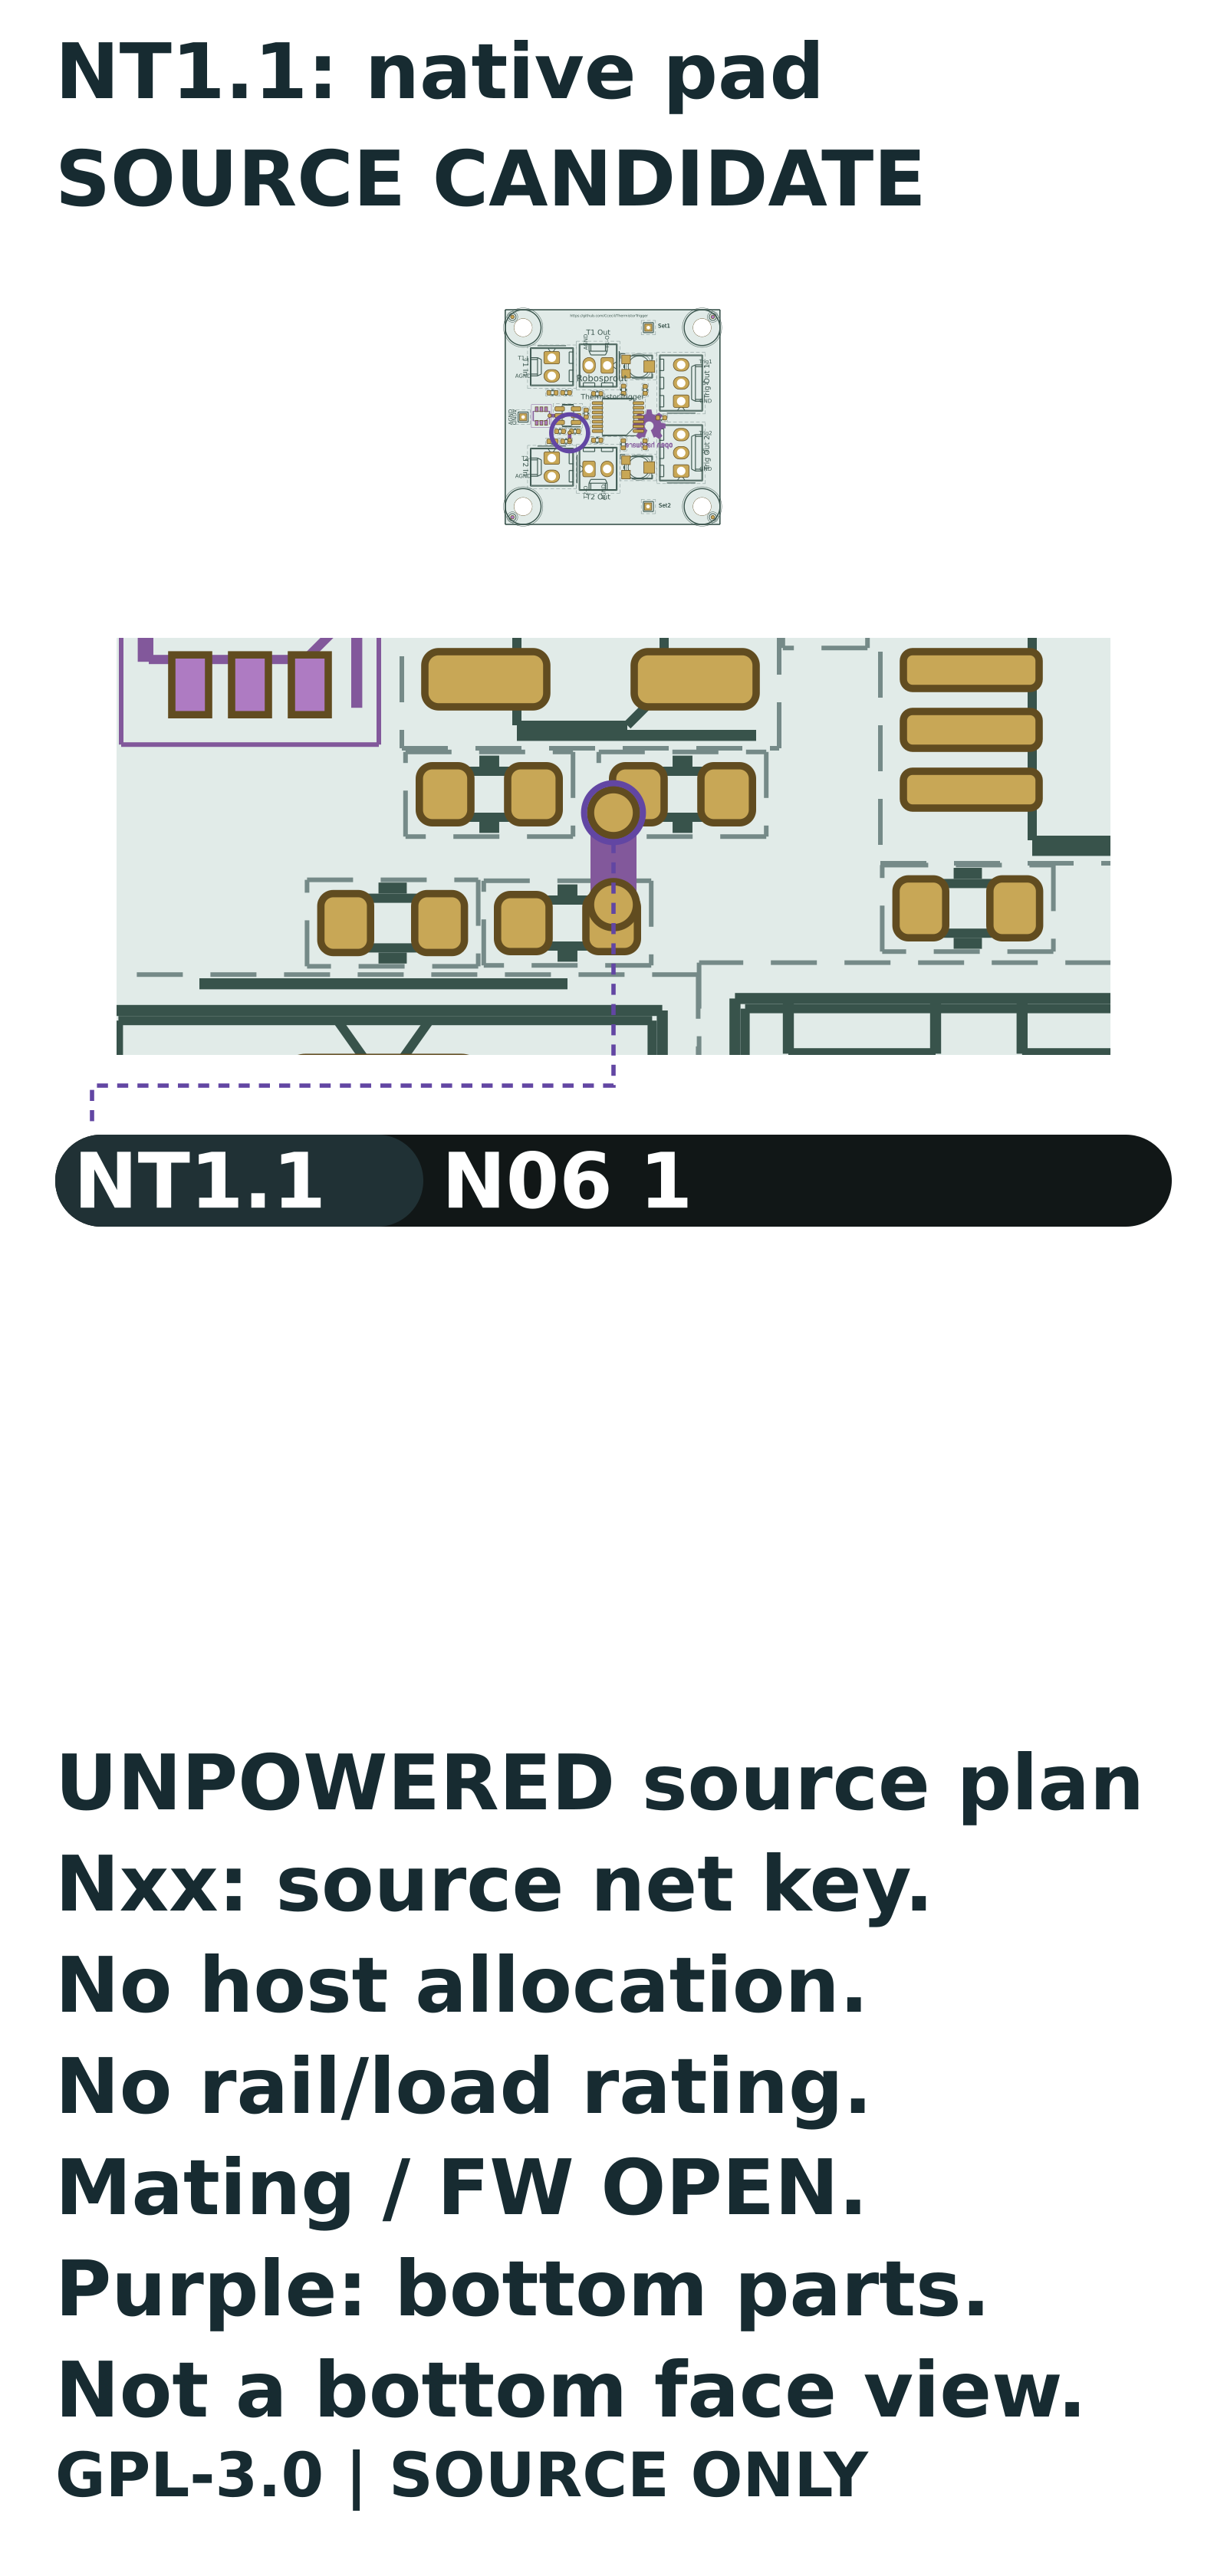 NT1.1: native pad
SOURCE CANDIDATE
T1 Out
Set1
Robosprout
ThermistorTrigger
T2 Out
Set2
NT1.1 N06 1
UNPOWERED source plan
Nxx: source net key.
No host allocation.
No rail/load rating.
Mating / FW OPEN.
Purple: bottom parts.
Not a bottom face view.
GPL-3.0 | SOURCE ONLY